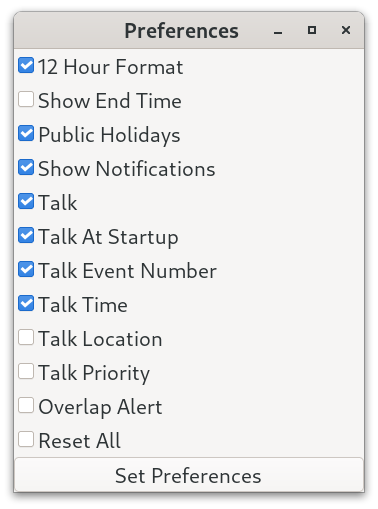 Preferences
12 Hour Format
Show End Time
Public Holidays
Show Notifications
Talk
Talk At Startup
Talk Event Number
Talk Time
Talk Location
Talk Priority
Overlap Alert
Reset All
Set Preferences